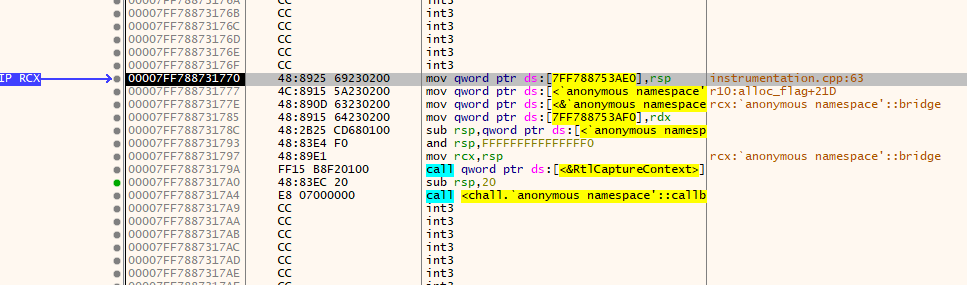 00007FF78873176A CC int3
00007FF78873176B CC int3
00007FF78873176C CC int3
00007FF78873176D CC int3
00007FF78873176E CC int3
00007FF78873176F CC int3
IP RCX 00007FF788731770 48:8925 69230200 mov qword ptr ds:[7FF788753AE0],rsp instrumentation.cpp:63
00007FF788731777 4C:8915 5A230200 mov qword ptr ds:[<`anonymous namespace' r10:alloc_flag+21D
00007FF78873177E 48:890D 63230200 mov qword ptr ds:[<&`anonymous namespace rcx:`anonymous namespace'::bridge
00007FF788731785 48:8915 64230200 mov qword ptr ds:[7FF788753AF0],rdx
00007FF78873178C 48:2B25 CD680100 sub rsp,qword ptr ds:[<`anonymous namesp
00007FF788731793 48:83E4 F0 and rsp,FFFFFFFFFFFFFFF0
00007FF788731797 48:89E1 mov rcx,rsp rcx:`anonymous namespace'::bridge
00007FF78873179A FF15 B8F20100 call qword ptr ds:[<&RtlCaptureContext>]
00007FF7887317A0 48:83EC 20 sub rsp,20
00007FF7887317A4 E8 07000000 call <chall.`anonymous namespace'::callb
00007FF7887317A9 CC int3
00007FF7887317AA CC int3
00007FF7887317AB CC int3
00007FF7887317AC CC int3
00007FF7887317AD CC int3
00007FF7887317AE CC int3